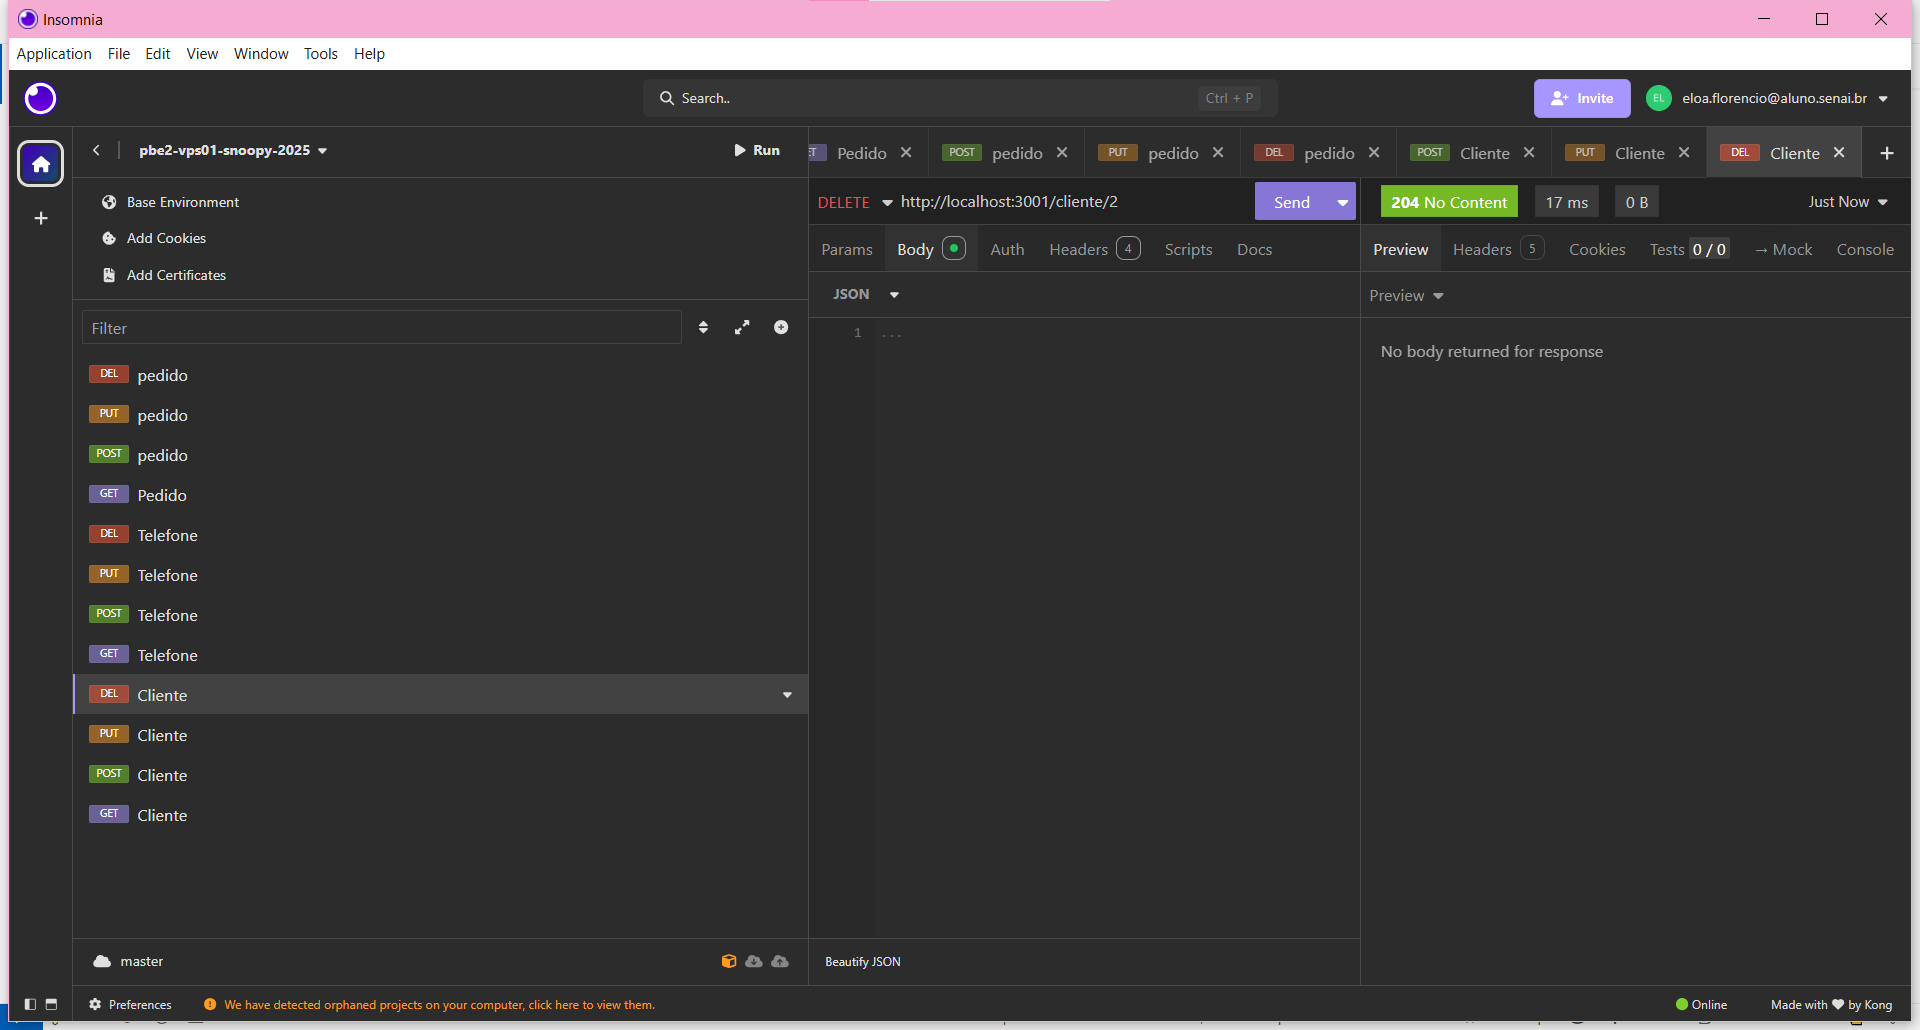 Insomnia
Application File Edit View Window Tools Help
Search.. Ctrl + P
Invite
EL eloa.florencio@aluno.senai.br
pbe2-vps01-snoopy-2025
Run
Pedido
POST pedido
PUT pedido
DEL pedido
POST Cliente
PUT Cliente
DEL Cliente
Base Environment
Add Cookies
Add Certificates
Filter
DEL pedido
PUT pedido
POST pedido
GET Pedido
DEL Telefone
PUT Telefone
POST Telefone
GET Telefone
DEL Cliente
PUT Cliente
POST Cliente
GET Cliente
master
DELETE http://localhost:3001/cliente/2 Send
Params Body Auth Headers 4 Scripts Docs
JSON
1 ...
Beautify JSON
204 No Content 17 ms 0 B Just Now
Preview Headers 5 Cookies Tests 0 / 0 → Mock Console
Preview
No body returned for response
Preferences
We have detected orphaned projects on your computer, click here to view them.
Online
Made with ❤ by Kong